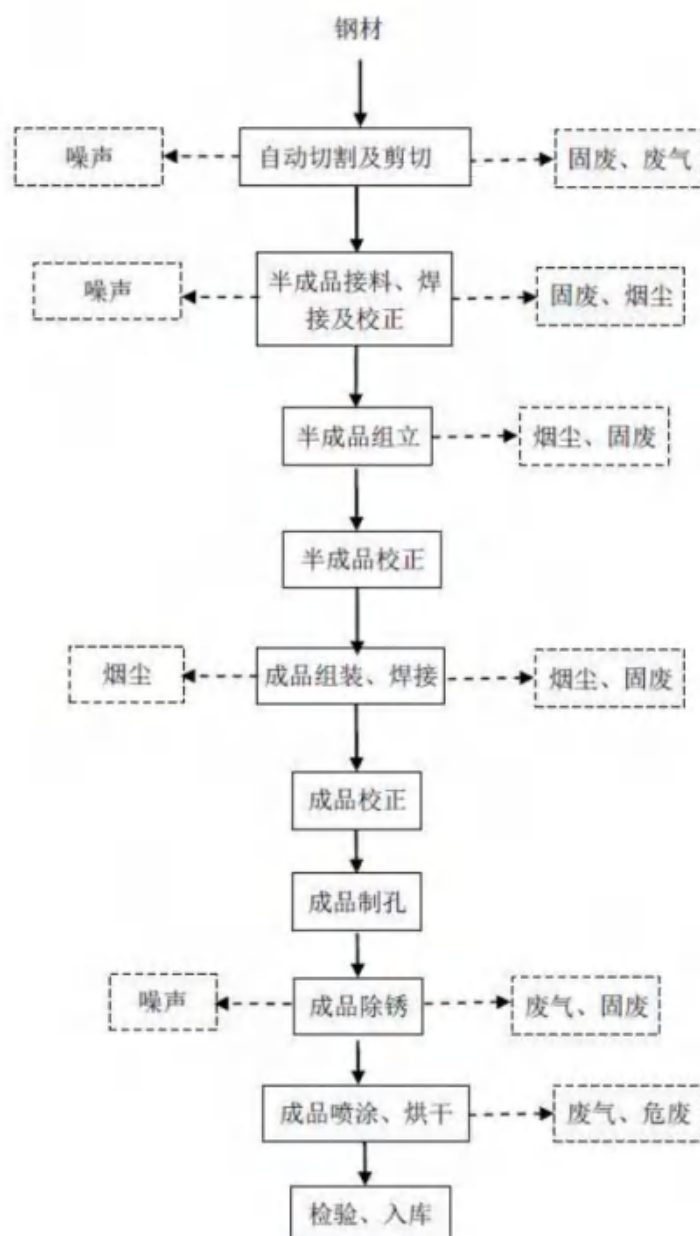 钢材
噪声
自动切割及剪切
固废、废气
噪声
半成品接料、焊
接及校正
固废、烟尘
半成品组立
烟尘、固废
半成品校正
烟尘
成品组装、焊接
烟尘、固废
成品校正
成品制孔
噪声
成品除锈
废气、固废
成品喷涂、烘干
废气、危废
检验、入库